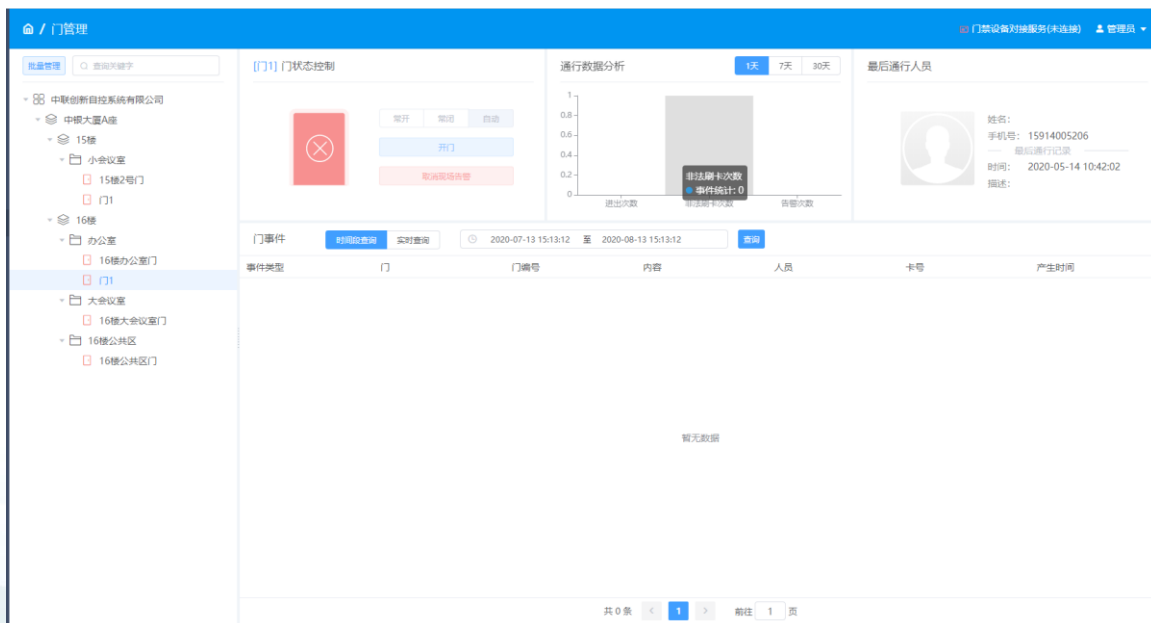 / 门管理
门禁设备对接服务(未连接) 管理员
批量管理 查询关键字
中联创新自控系统有限公司
中银大厦A座
15楼
小会议室
15楼2号门
门1
16楼
办公室
16楼办公室门
门1
大会议室
16楼大会议室门
16楼公共区
16楼公共区门
[门1] 门状态控制
常开 常闭 自动
开门
取消现场告警
通行数据分析 1天 7天 30天
1
0.8
0.6
0.4
0.2
0
非法刷卡次数
事件统计: 0
进出次数 非法刷卡次数 告警次数
最后通行人员
姓名:
手机号: 15914005206
最后通行记录
时间: 2020-05-14 10:42:02
描述:
门事件 时间段查询 实时查询 2020-07-13 15:13:12 至 2020-08-13 15:13:12 查询
事件类型 门 门编号 内容 人员 卡号 产生时间
暂无数据
共 0 条 < 1 > 前往 1 页